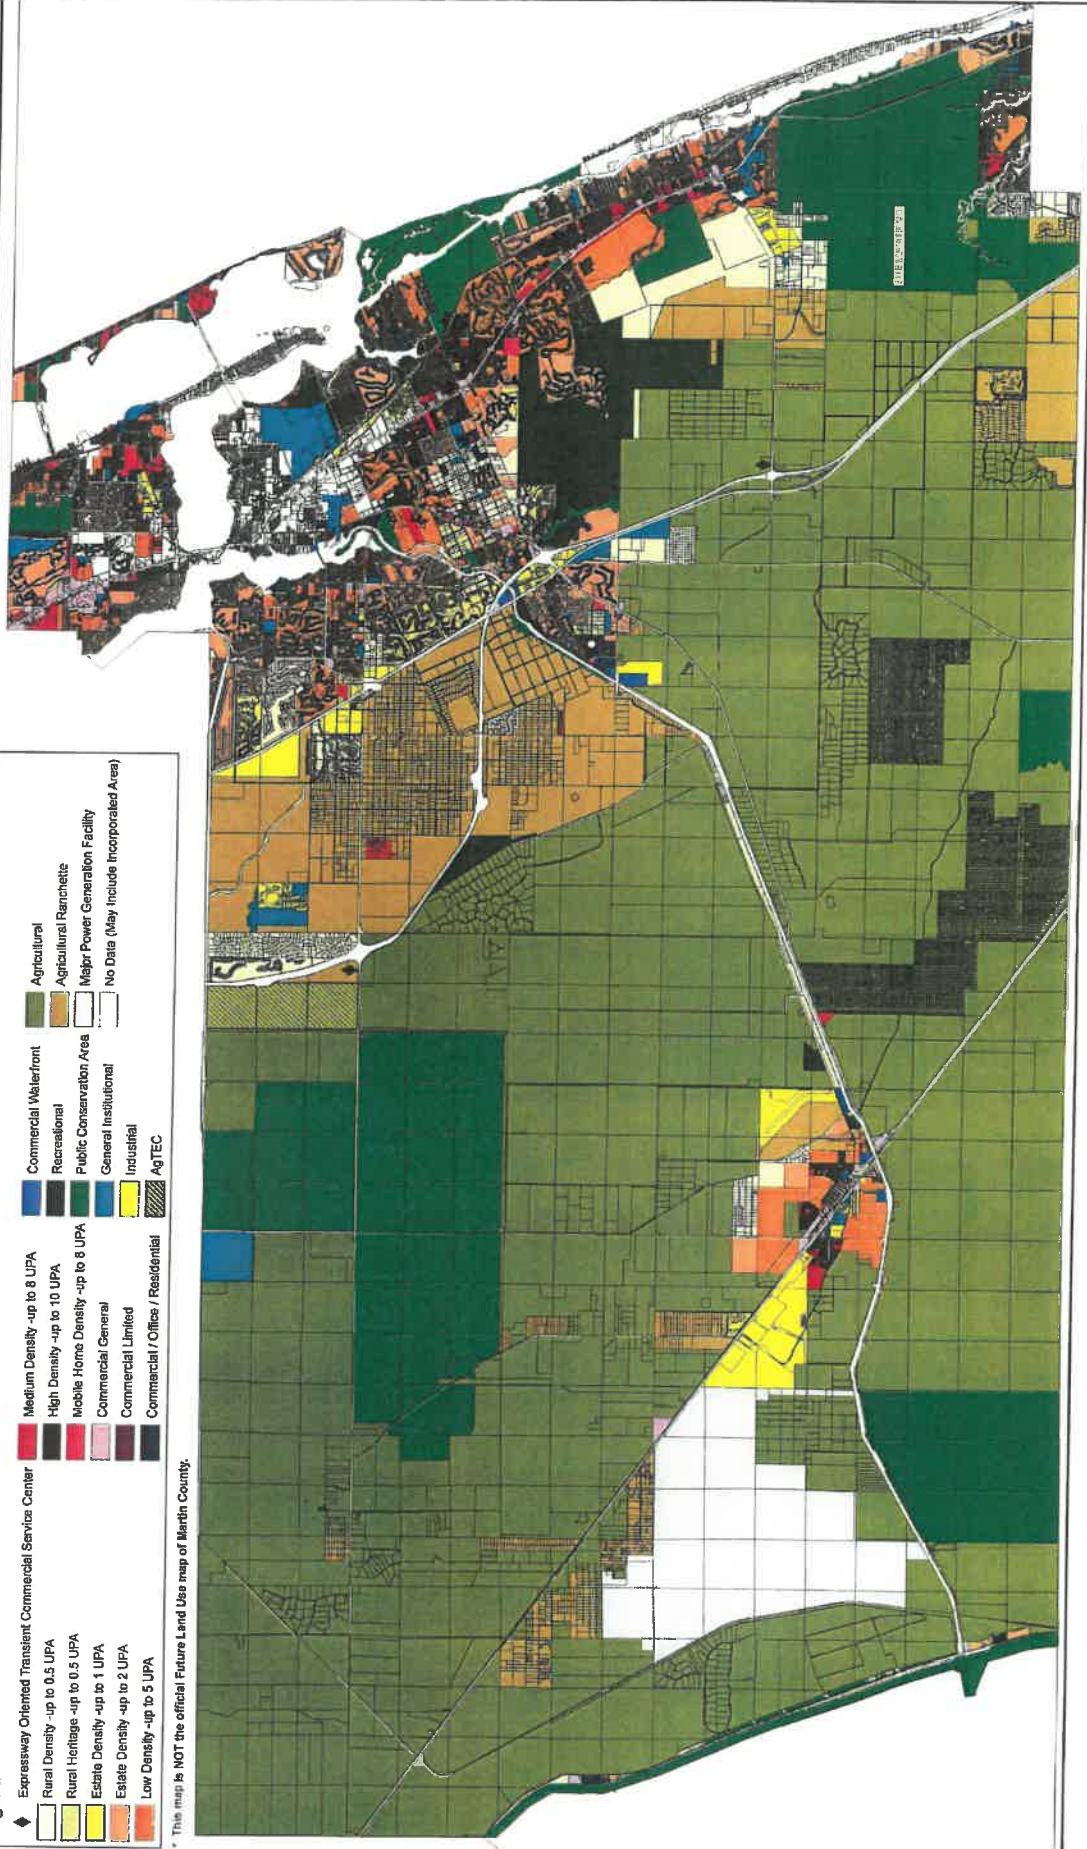 Expressway Oriented Transient Commercial Service Center
Rural Density -up to 0.5 UPA
Rural Heritage -up to 0.5 UPA
Estate Density -up to 1 UPA
Estate Density -up to 2 UPA
Low Density -up to 5 UPA
Medium Density -up to 8 UPA
High Density -up to 10 UPA
Mobile Home Density -up to 8 UPA
Commercial General
Commercial Limited
Commercial / Office / Residential
Commercial Waterfront
Recreational
Public Conservation Area
General Institutional
Industrial
AgTEC
Agricultural
Agricultural Ranchette
Major Power Generation Facility
No Data (May Include Incorporated Area)
* This map is NOT the official Future Land Use map of Martin County.